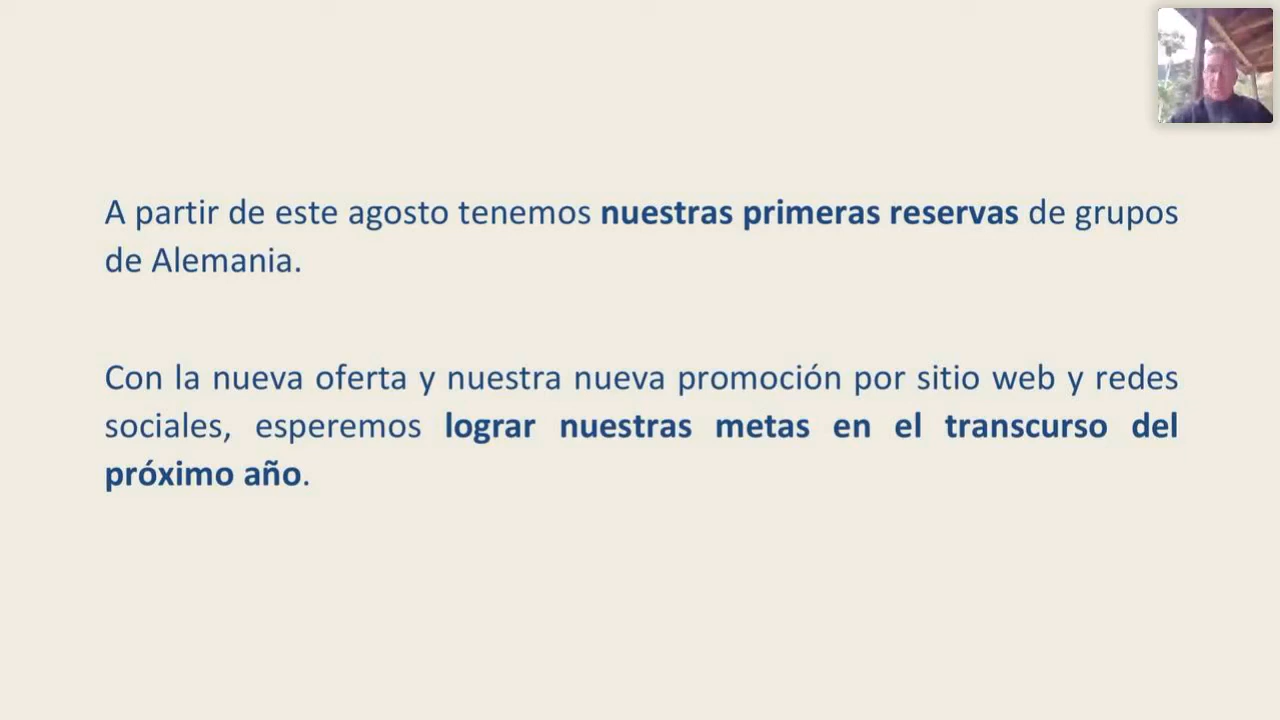 A partir de este agosto tenemos nuestras primeras reservas de grupos
de Alemania.
Con la nueva oferta y nuestra nueva promoción por sitio web y redes
sociales, esperemos lograr nuestras metas en el transcurso del
próximo año.